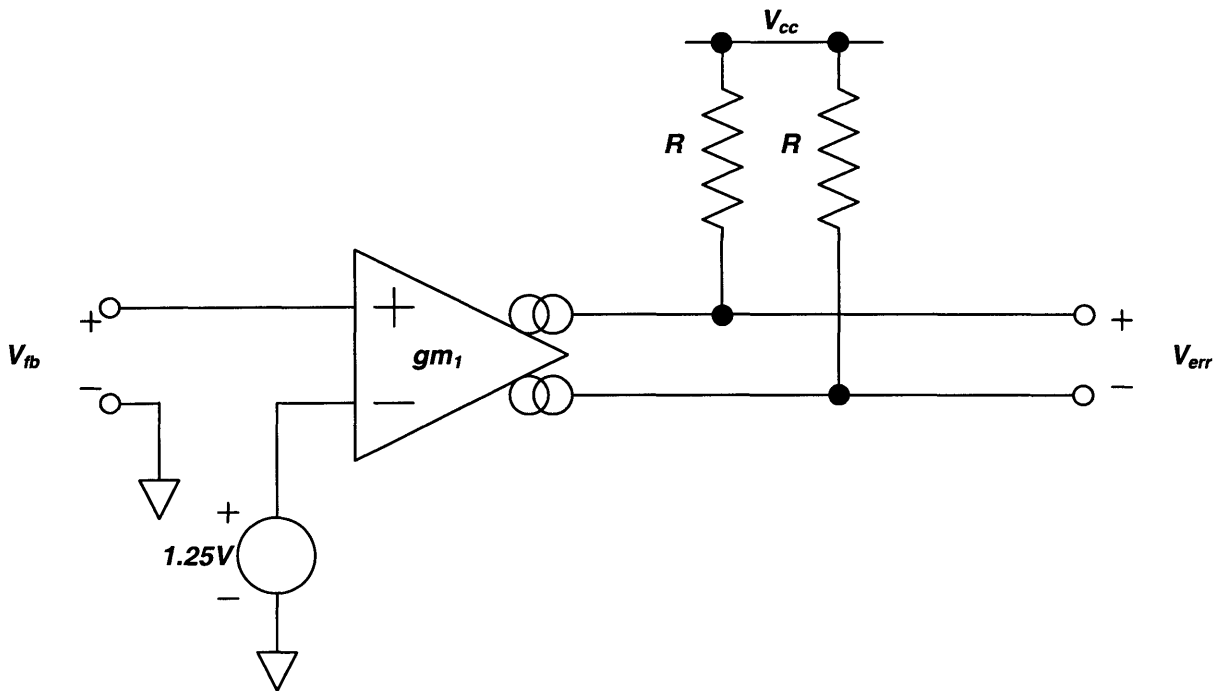 Vcc
R R
+
+ +
Vfb gm1 Verr
− − −
+
1.25V
−